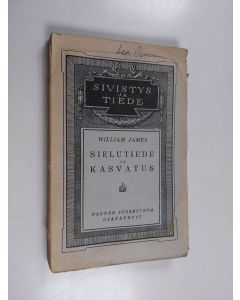 SIVISTYS
JA
TIEDE
WILLIAM JAMES
SIELUTIEDE
JA
KASVATUS
WERNER SÖDERSTRÖM
OSAKEYHTIÖ